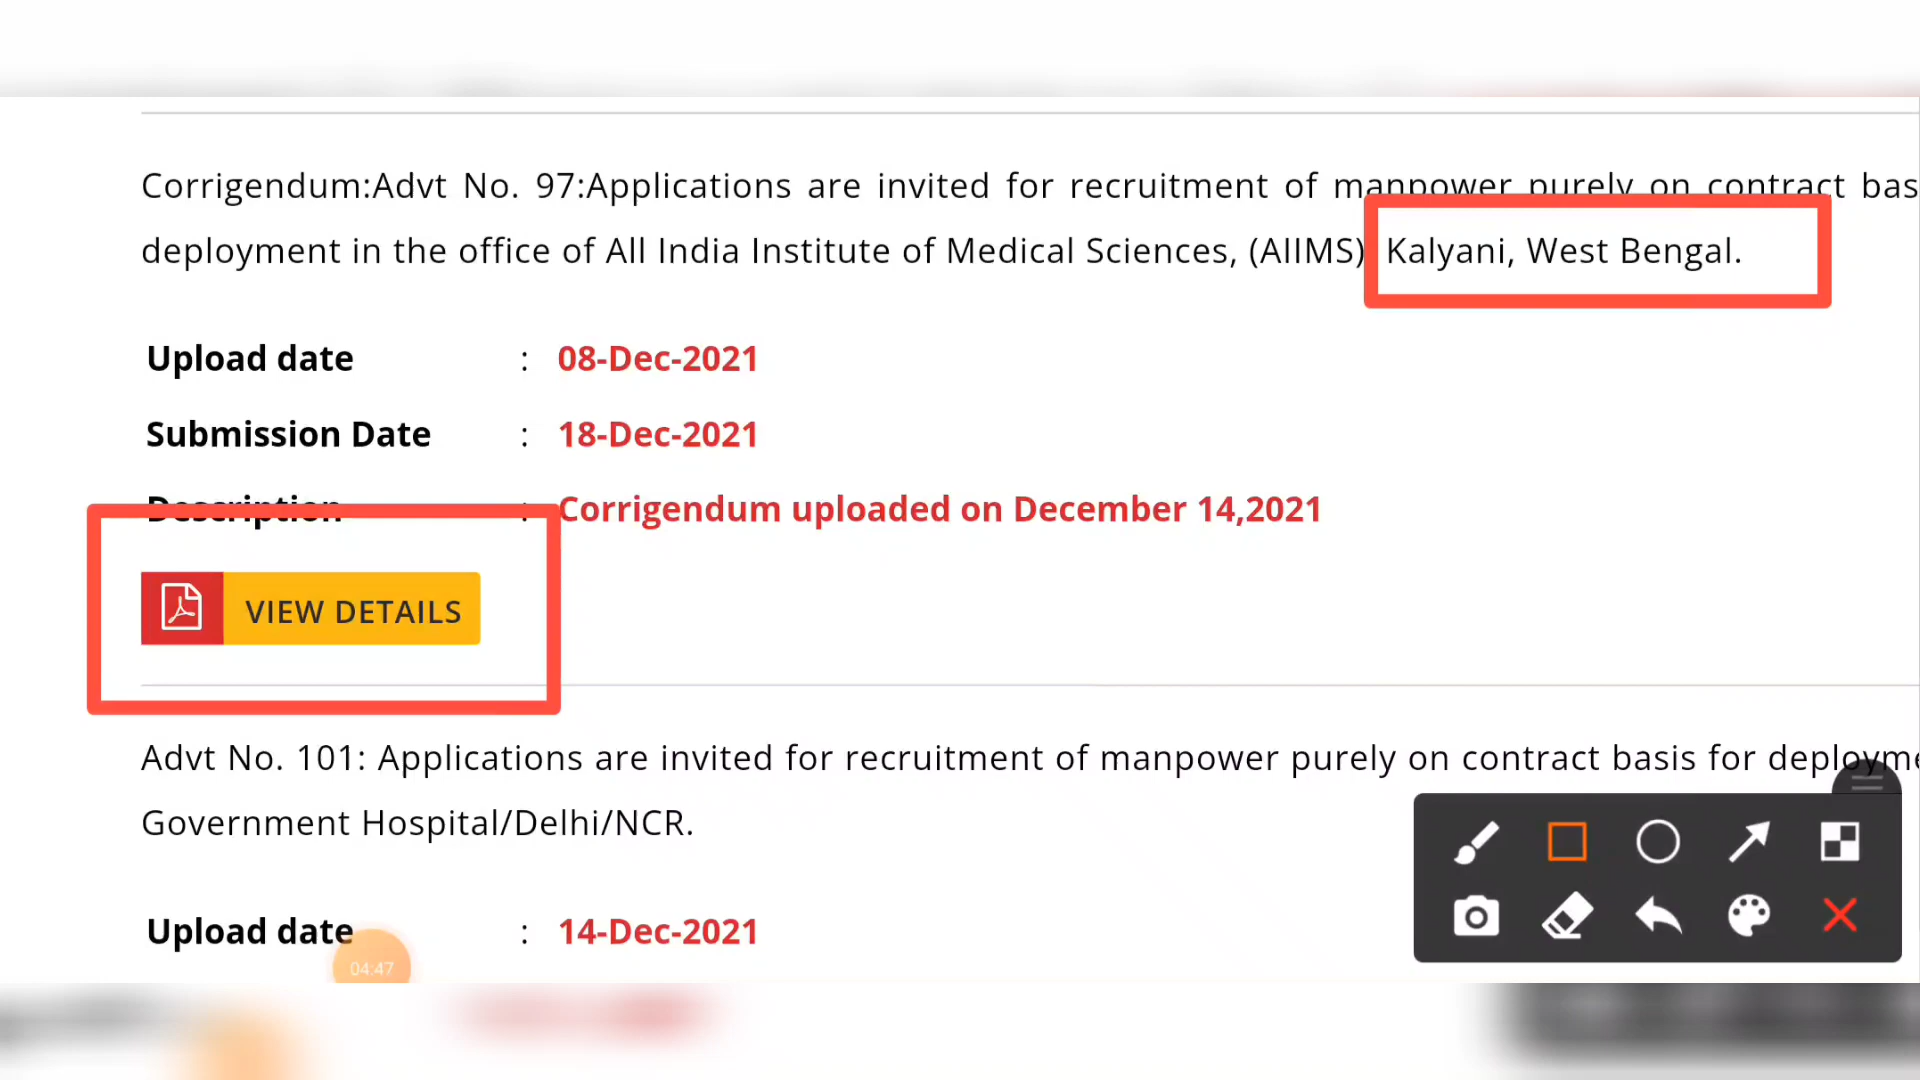 Corrigendum:Advt No. 97:Applications are invited for recruitment of manpower purely on contract bas
deployment in the office of All India Institute of Medical Sciences, (AIIMS) Kalyani, West Bengal.
Upload date : 08-Dec-2021
Submission Date : 18-Dec-2021
Description : Corrigendum uploaded on December 14,2021
VIEW DETAILS
Advt No. 101: Applications are invited for recruitment of manpower purely on contract basis for deployme
Government Hospital/Delhi/NCR.
Upload date : 14-Dec-2021
04:47